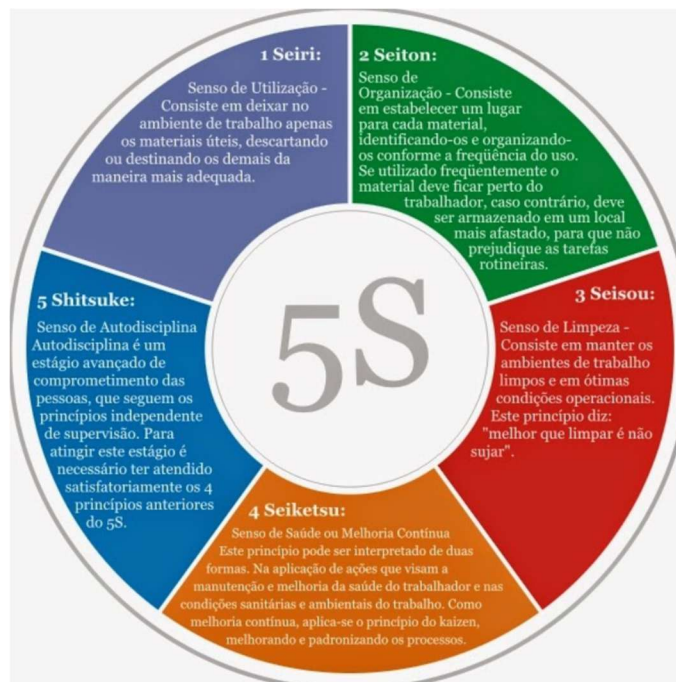 1 Seiri:
Senso de Utilização -
Consiste em deixar no
ambiente de trabalho apenas
os materiais úteis, descartando
ou destinando os demais da
maneira mais adequada.
2 Seiton:
Senso de
Organização - Consiste
em estabelecer um lugar
para cada material,
identificando-os e organizando-
os conforme a freqüência do uso.
Se utilizado freqüentemente o
material deve ficar perto do
trabalhador, caso contrário, deve
ser armazenado em um local
mais afastado, para que não
prejudique as tarefas
rotineiras.
3 Seisou:
Senso de Limpeza -
Consiste em manter os
ambientes de trabalho
limpos e em ótimas
condições operacionais.
Este princípio diz:
"melhor que limpar é não
sujar".
4 Seiketsu:
Senso de Saúde ou Melhoria Contínua
Este princípio pode ser interpretado de duas
formas. Na aplicação de ações que visam a
manutenção e melhoria da saúde do trabalhador e nas
condições sanitárias e ambientais do trabalho. Como
melhoria contínua, aplica-se o princípio do kaizen,
melhorando e padronizando os processos.
5 Shitsuke:
Senso de Autodisciplina
Autodisciplina é um
estágio avançado de
comprometimento das
pessoas, que seguem os
princípios independente
de supervisão. Para
atingir este estágio é
necessário ter atendido
satisfatoriamente os 4
princípios anteriores
do 5S.
5S